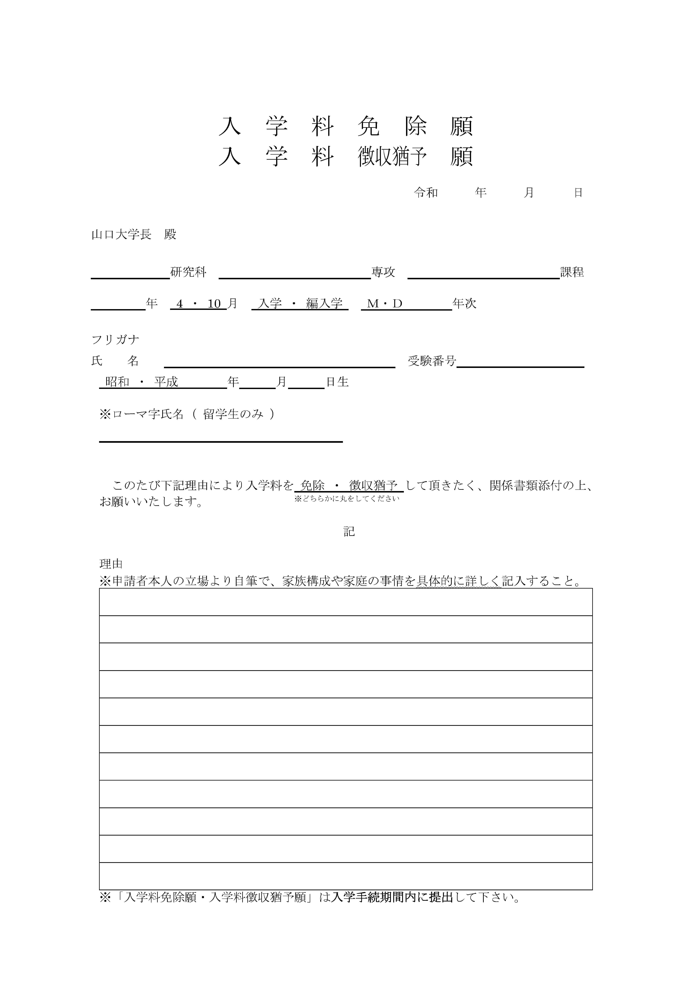 入　学　料　免　除　願
入　学　料　徴収猶予　願
令和　　　年　　　月　　　日
山口大学長　殿
研究科　専攻　課程
年　4 ・ 10 月　入学 ・ 編入学　M・D　年次
フリガナ
氏　　名　受験番号
昭和 ・ 平成　　年　　月　　日生
※ローマ字氏名（ 留学生のみ ）
このたび下記理由により入学料を 免除 ・ 徴収猶予 して頂きたく、関係書類添付の上、
お願いいたします。
※どちらかに丸をしてください
記
理由
※申請者本人の立場より自筆で、家族構成や家庭の事情を具体的に詳しく記入すること。
※「入学料免除願・入学料徴収猶予願」は入学手続期間内に提出して下さい。